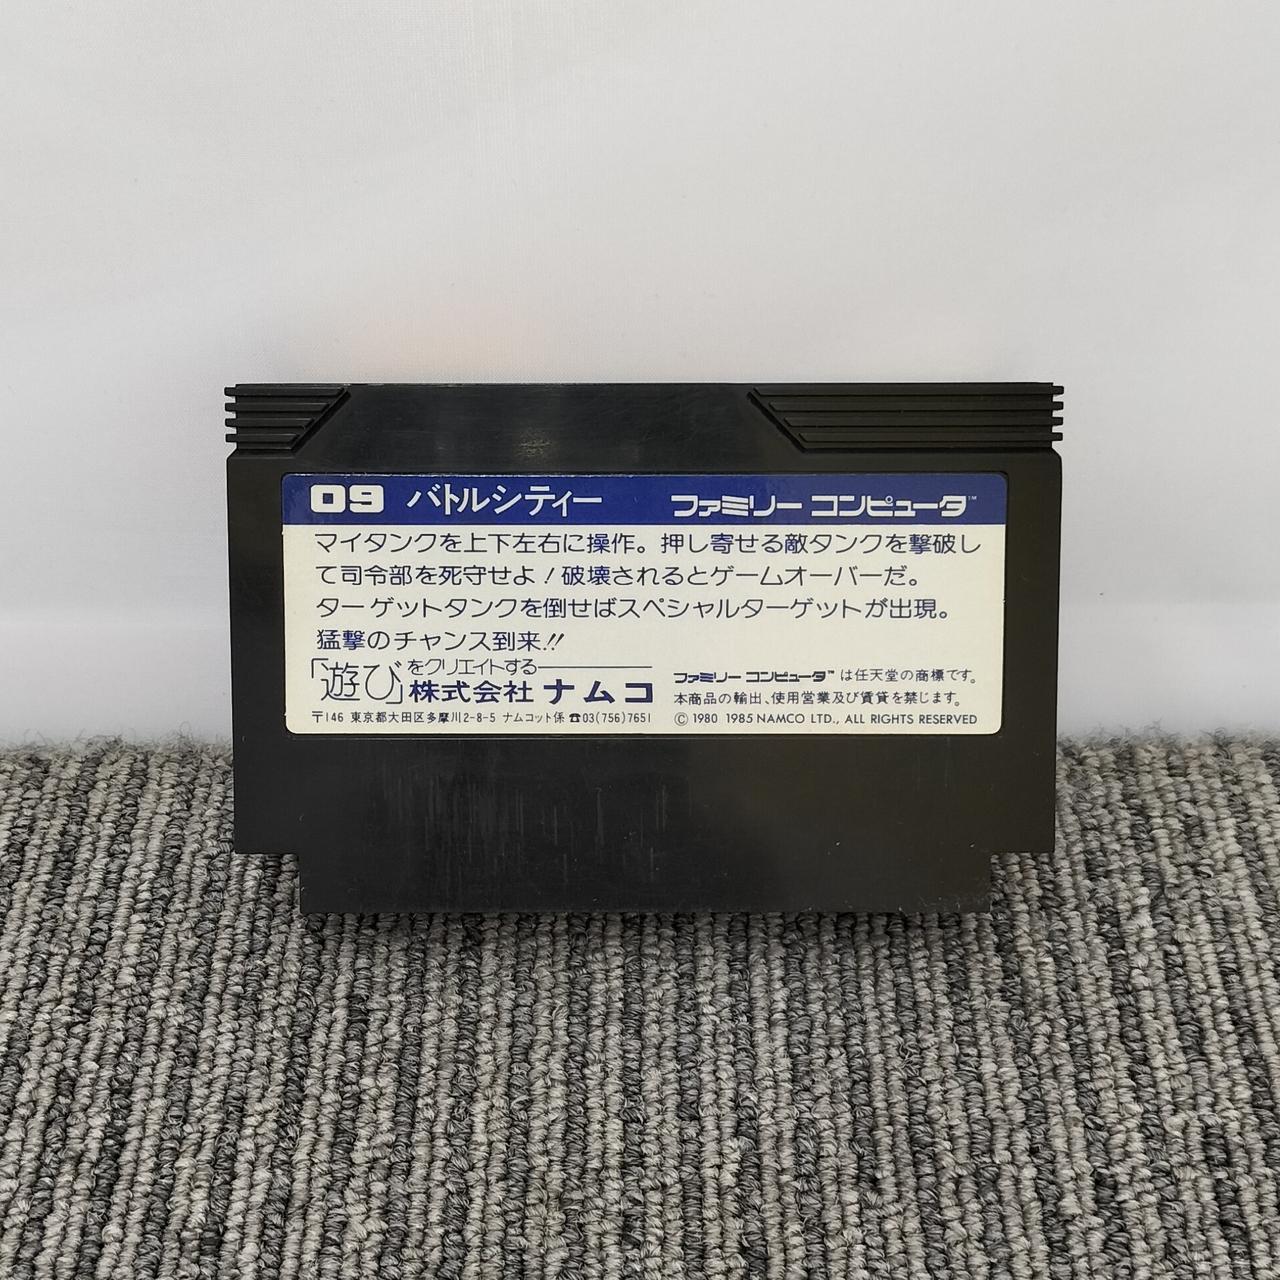 09 バトルシティー ファミリー コンピュータ™
マイタンクを上下左右に操作。押し寄せる敵タンクを撃破し
て司令部を死守せよ！破壊されるとゲームオーバーだ。
ターゲットタンクを倒せばスペシャルターゲットが出現。
猛撃のチャンス到来!!
「遊び」をクリエイトする
株式会社 ナムコ
〒146 東京都大田区多摩川2-8-5 ナムコット係 ☎03(756)7651
ファミリー コンピュータ™ は任天堂の商標です。
本商品の輸出、使用営業及び賃貸を禁じます。
© 1980 1985 NAMCO LTD., ALL RIGHTS RESERVED